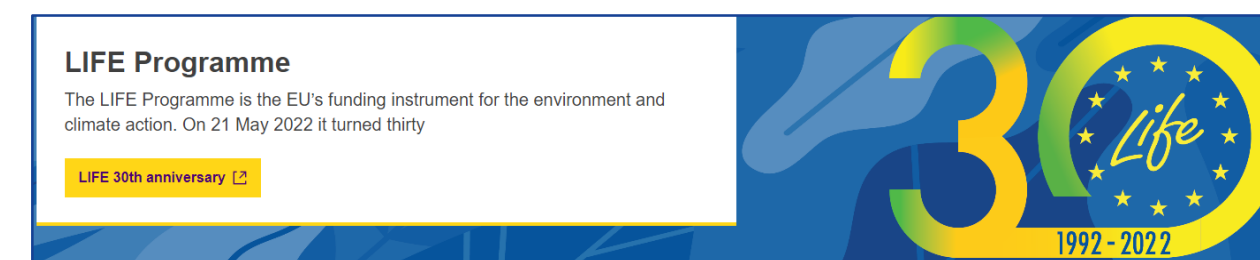 LIFE Programme
The LIFE Programme is the EU's funding instrument for the environment and
climate action. On 21 May 2022 it turned thirty
LIFE 30th anniversary
30
Life
1992 - 2022